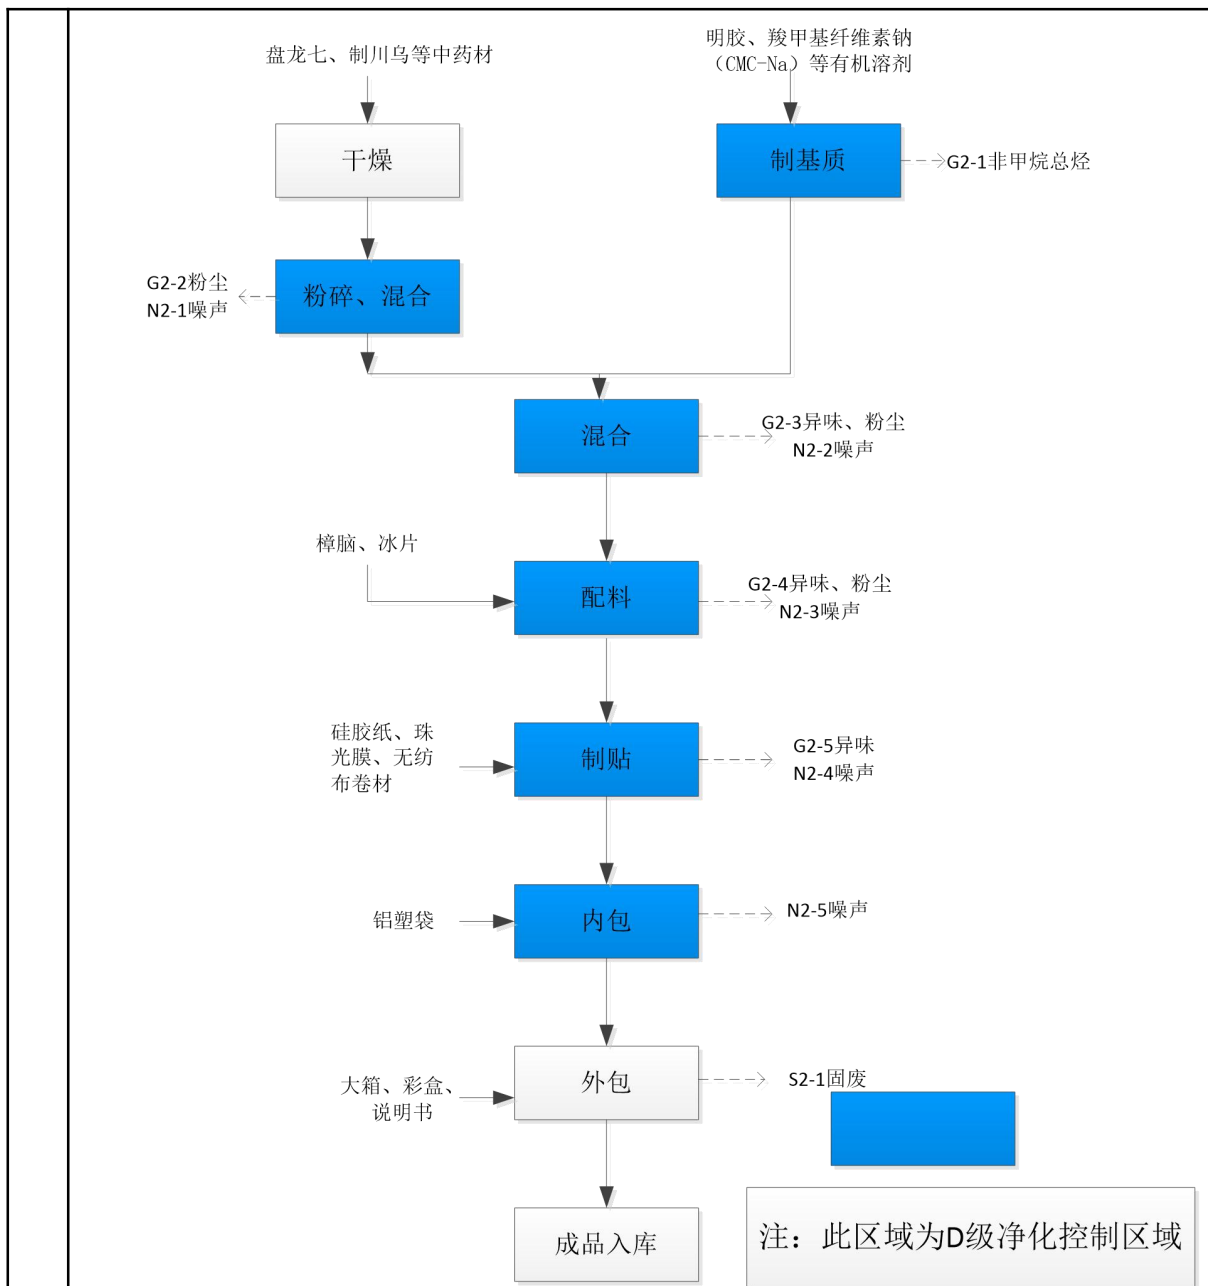 盘龙七、制川乌等中药材
明胶、羧甲基纤维素钠
（CMC-Na）等有机溶剂
干燥
制基质
G2-1非甲烷总烃
G2-2粉尘
N2-1噪声
粉碎、混合
混合
G2-3异味、粉尘
N2-2噪声
樟脑、冰片
配料
G2-4异味、粉尘
N2-3噪声
硅胶纸、珠
光膜、无纺
布卷材
制贴
G2-5异味
N2-4噪声
铝塑袋
内包
N2-5噪声
大箱、彩盒、
说明书
外包
S2-1固废
成品入库
注：此区域为D级净化控制区域